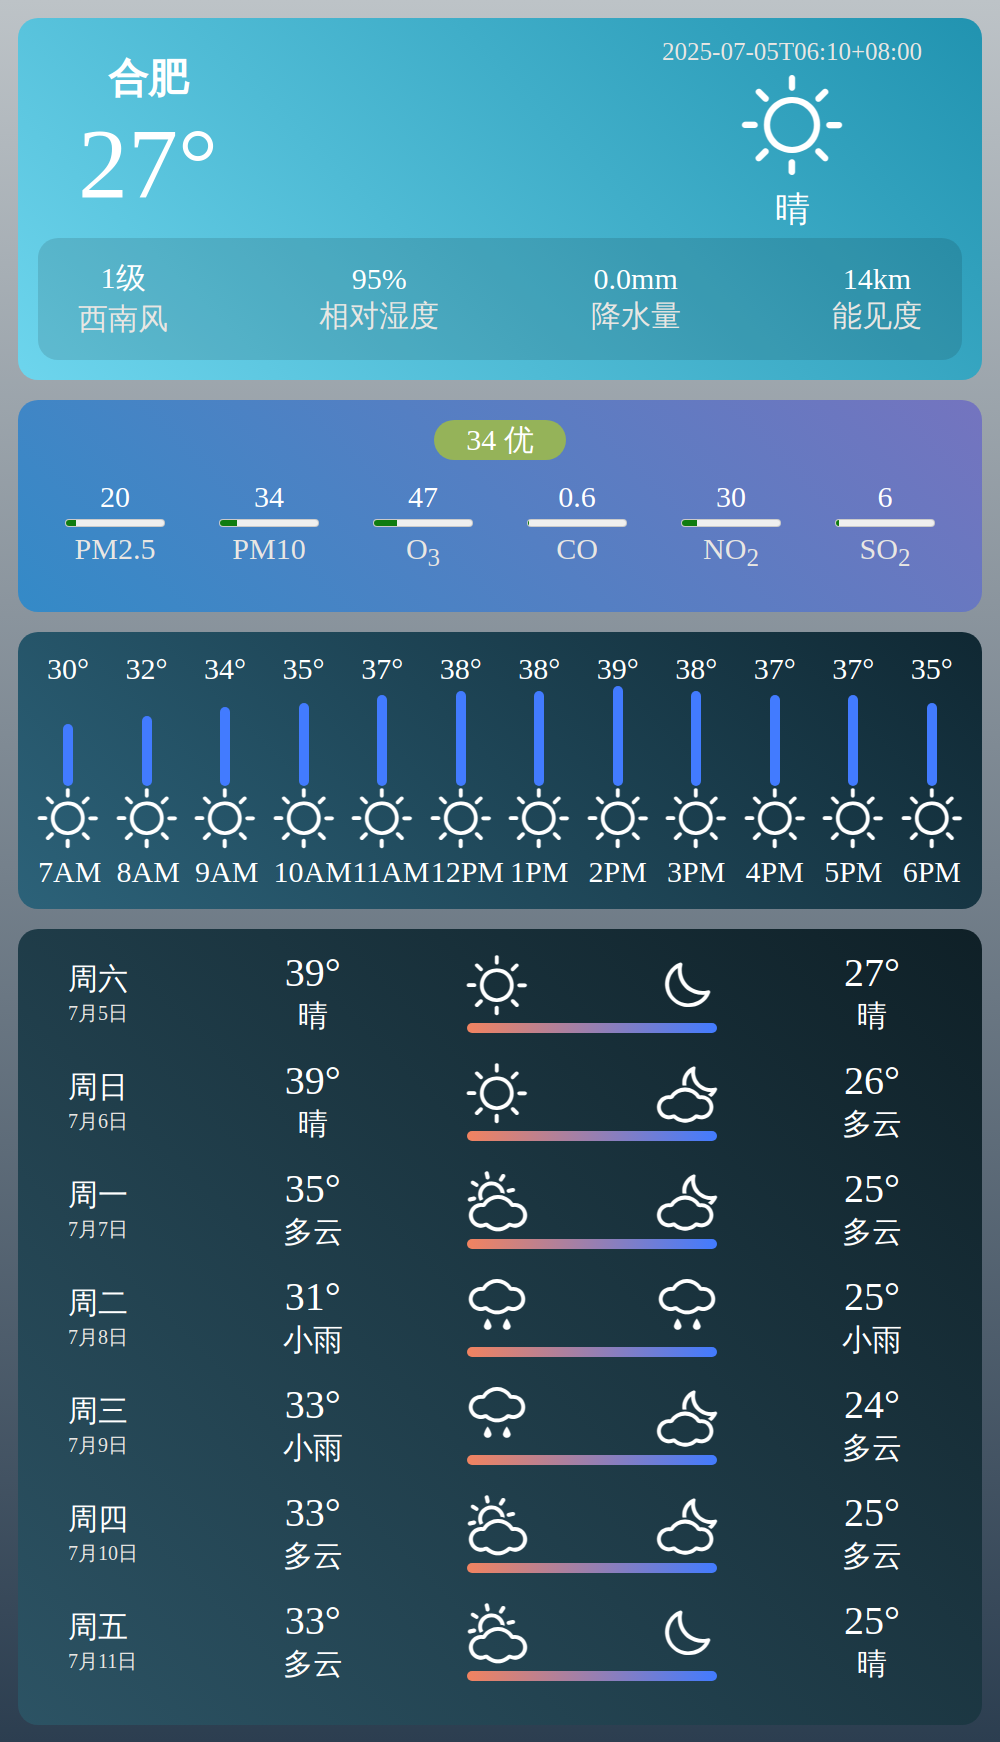 合肥
27°
2025-07-05T06:10+08:00
晴
1级 95% 0.0mm 14km
西南风 相对湿度 降水量 能见度
34 优
20 34 47 0.6 30 6
PM2.5 PM10 O3 CO NO2 SO2
30° 32° 34° 35° 37° 38° 38° 39° 38° 37° 37° 35°
7AM 8AM 9AM 10AM 11AM 12PM 1PM 2PM 3PM 4PM 5PM 6PM
周六 39° 27°
7月5日 晴 晴
周日 39° 26°
7月6日 晴 多云
周一 35° 25°
7月7日 多云 多云
周二 31° 25°
7月8日 小雨 小雨
周三 33° 24°
7月9日 小雨 多云
周四 33° 25°
7月10日 多云 多云
周五 33° 25°
7月11日 多云 晴